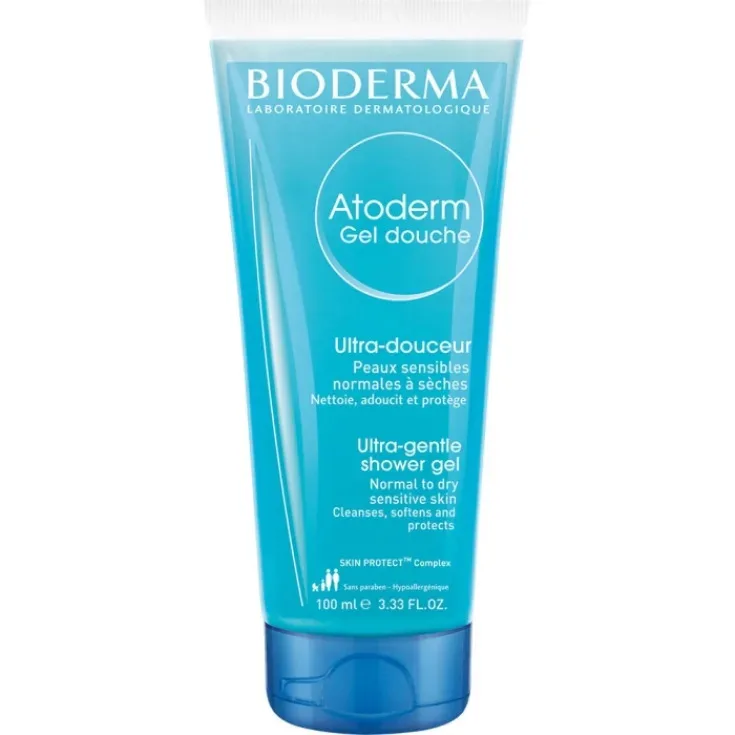 BIODERMA
LABORATOIRE DERMATOLOGIQUE
Atoderm
Gel douche
Ultra-douceur
Peaux sensibles
normales à sèches
Nettoie, adoucit et protège
Ultra-gentle
shower gel
Normal to dry
sensitive skin
Cleanses, softens and
protects
SKIN PROTECT™ Complex
Sans paraben - Hypoallergénique
100 ml e 3.33 FL.OZ.